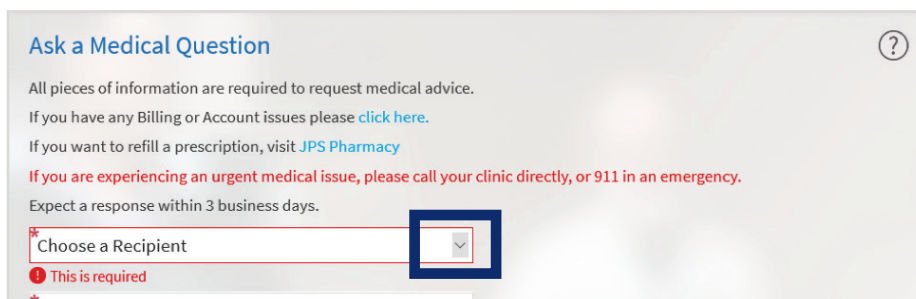 Ask a Medical Question
?
All pieces of information are required to request medical advice.
If you have any Billing or Account issues please click here.
If you want to refill a prescription, visit JPS Pharmacy
If you are experiencing an urgent medical issue, please call your clinic directly, or 911 in an emergency.
Expect a response within 3 business days.
*Choose a Recipient
! This is required
*